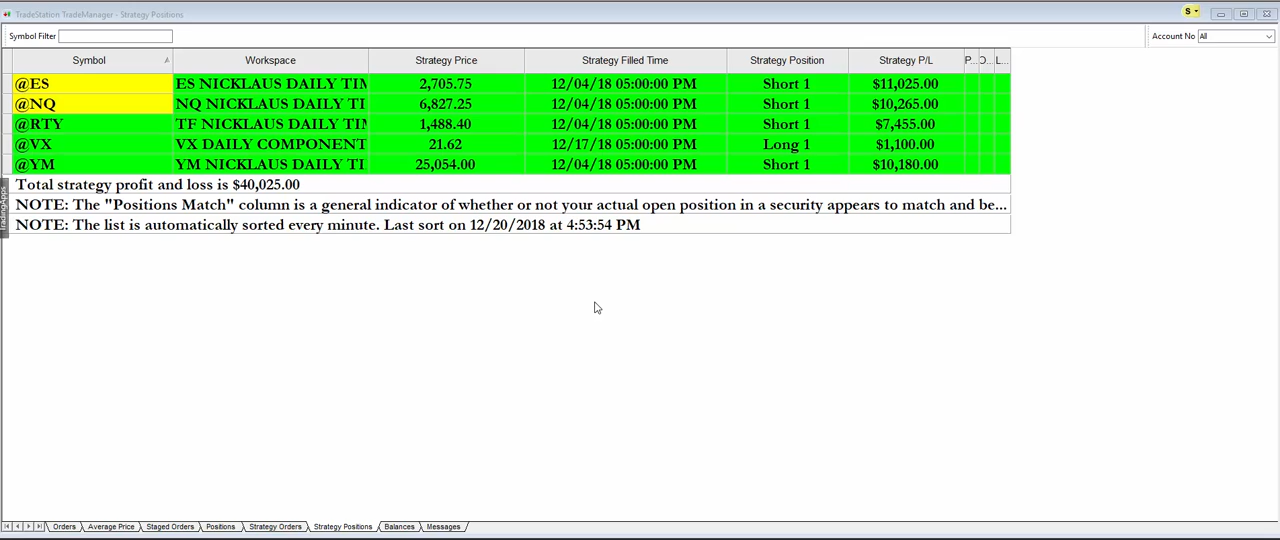 TradeStation TradeManager - Strategy Positions S
Symbol Filter Account No All
Symbol Workspace Strategy Price Strategy Filled Time Strategy Position Strategy P/L P... O... L...
@ES ES NICKLAUS DAILY TIM 2,705.75 12/04/18 05:00:00 PM Short 1 $11,025.00
@NQ NQ NICKLAUS DAILY TI 6,827.25 12/04/18 05:00:00 PM Short 1 $10,265.00
@RTY TF NICKLAUS DAILY TIM 1,488.40 12/04/18 05:00:00 PM Short 1 $7,455.00
@VX VX DAILY COMPONENT 21.62 12/17/18 05:00:00 PM Long 1 $1,100.00
@YM YM NICKLAUS DAILY TI 25,054.00 12/04/18 05:00:00 PM Short 1 $10,180.00
Total strategy profit and loss is $40,025.00
NOTE: The "Positions Match" column is a general indicator of whether or not your actual open position in a security appears to match and be...
NOTE: The list is automatically sorted every minute. Last sort on 12/20/2018 at 4:53:54 PM
TradingApps
Orders Average Price Staged Orders Positions Strategy Orders Strategy Positions Balances Messages